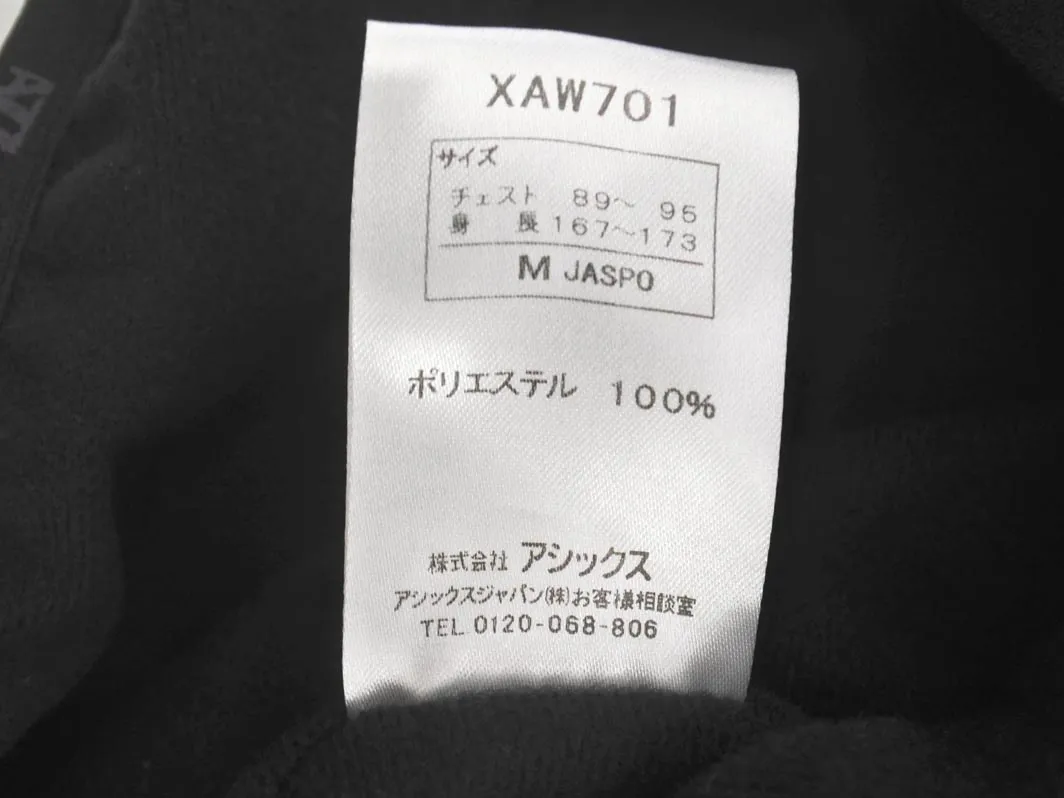 XAW701
サイズ
チェスト 89～ 95
身 長 167～173
M JASPO
ポリエステル 100%
株式会社 アシックス
アシックスジャパン(株)お客様相談室
TEL 0120-068-806